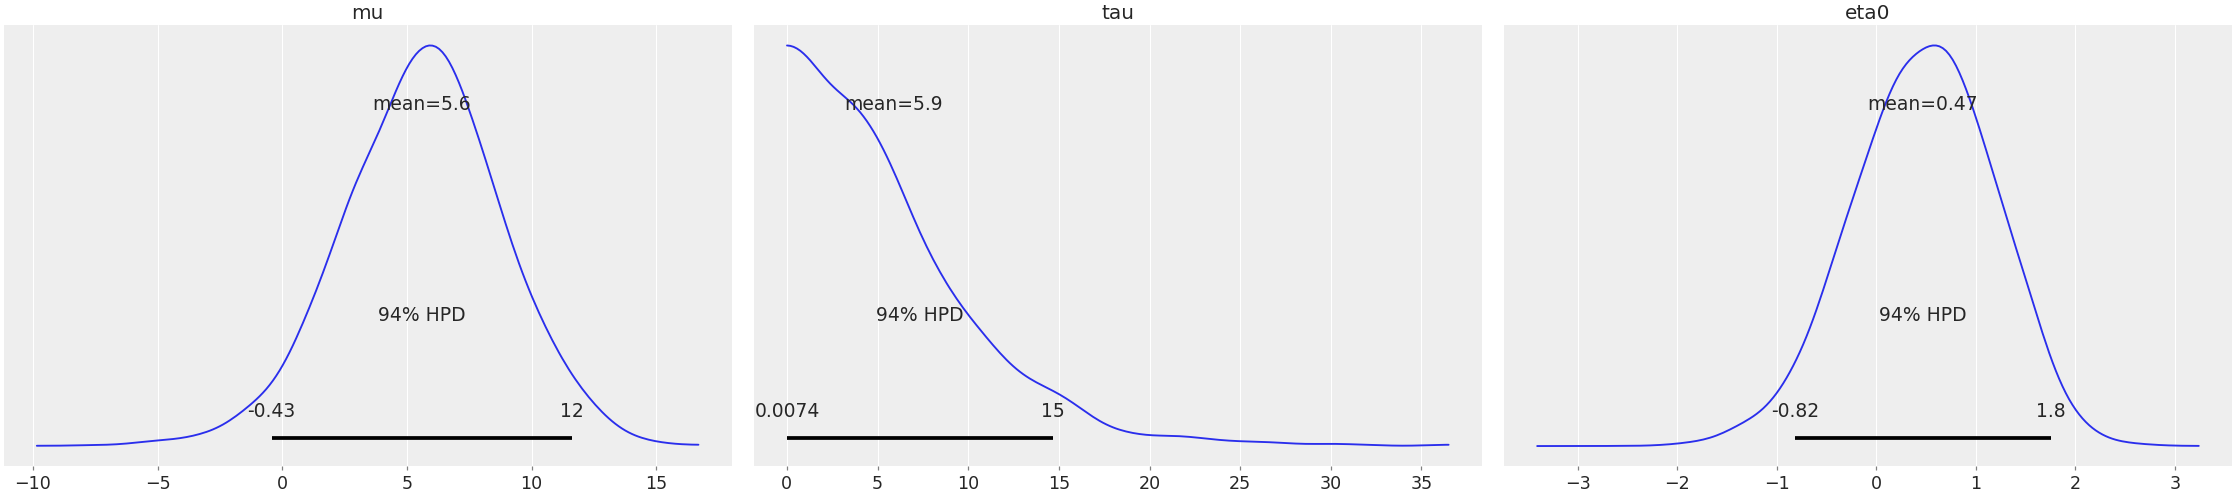 mu
mean=5.6
94% HPD
-0.43 12
−10 −5 0 5 10 15
tau
mean=5.9
94% HPD
0.0074 15
0 5 10 15 20 25 30 35
eta0
mean=0.47
94% HPD
-0.82 1.8
−3 −2 −1 0 1 2 3